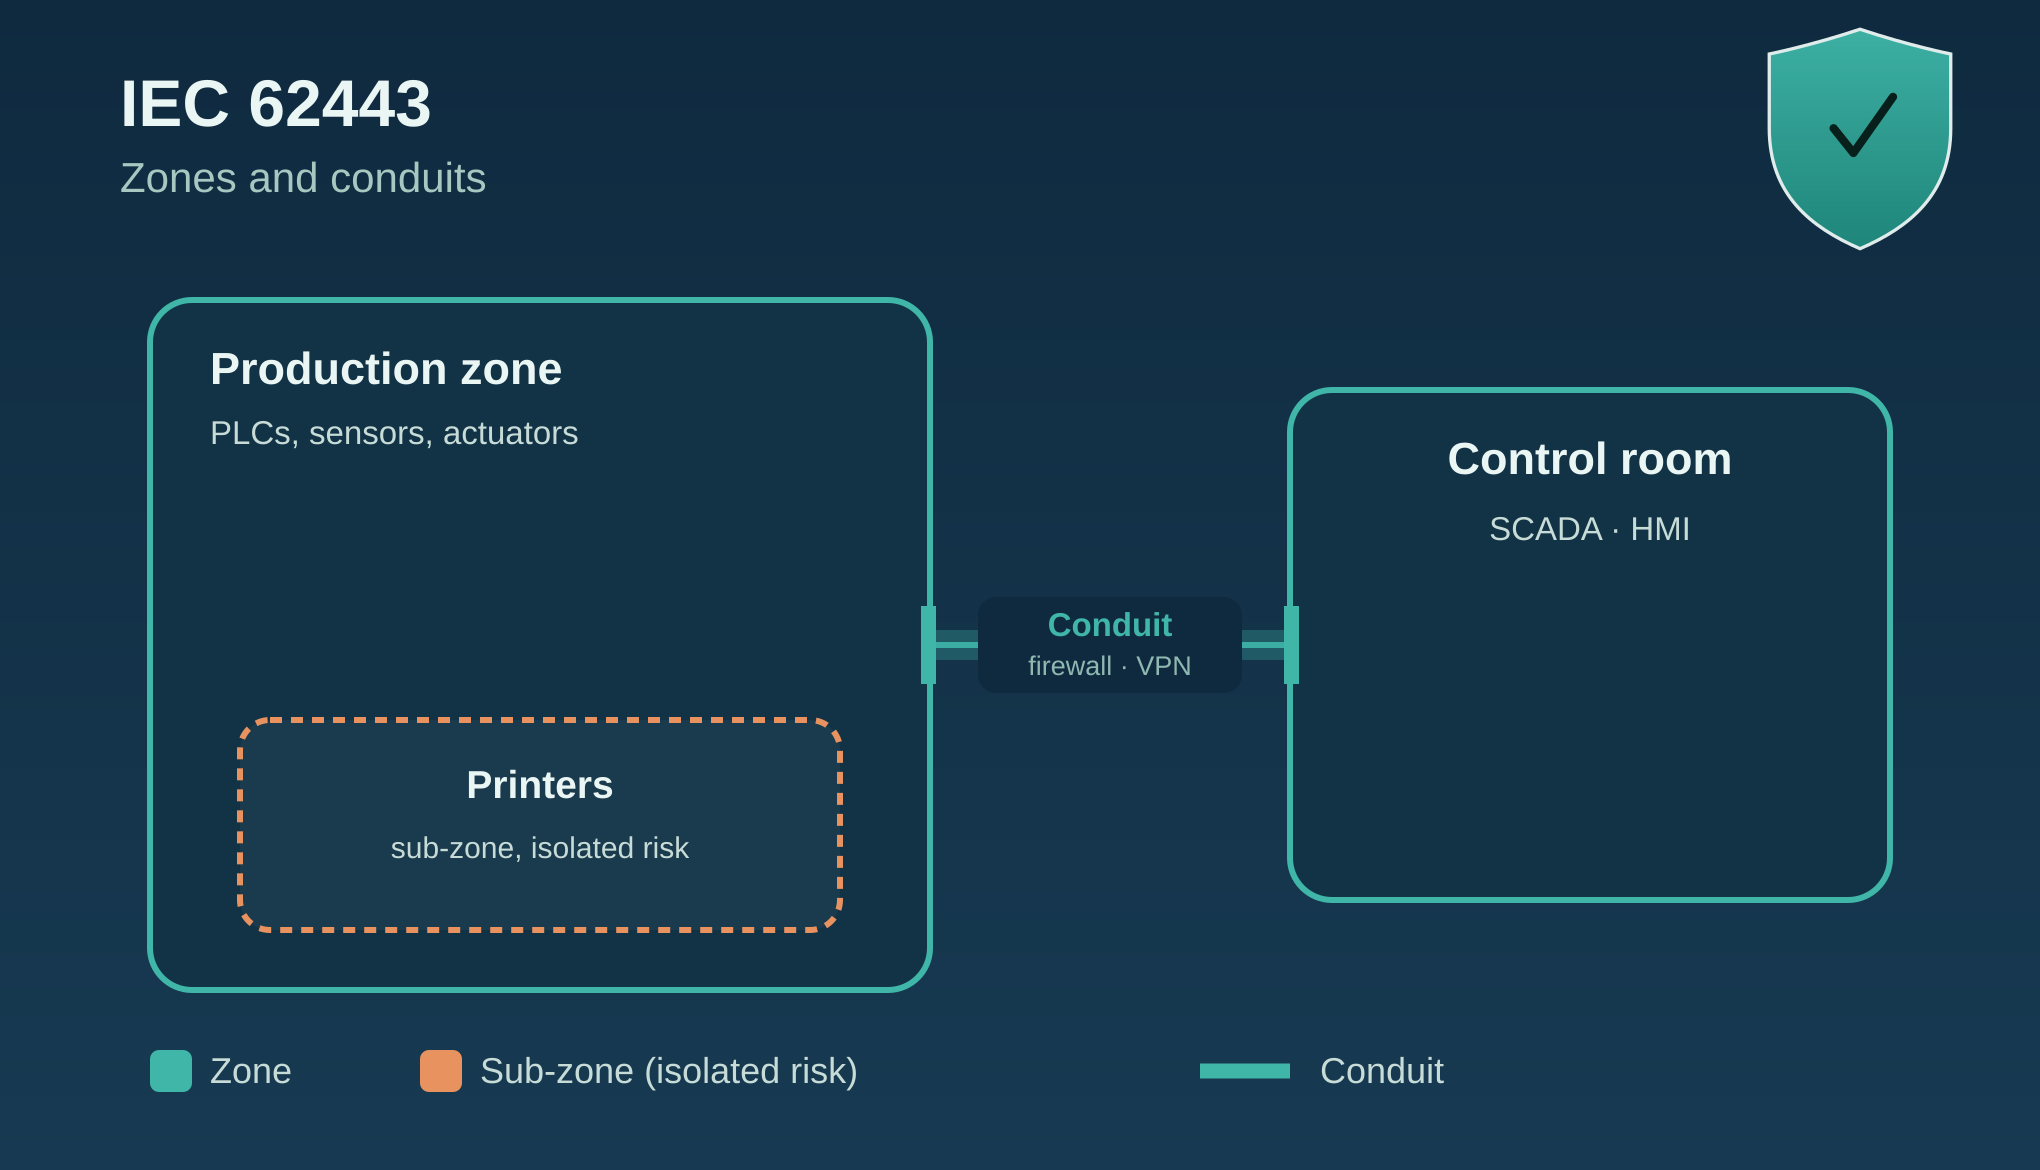 IEC 62443
Zones and conduits
Production zone
PLCs, sensors, actuators
Control room
SCADA · HMI
Conduit
firewall · VPN
Printers
sub-zone, isolated risk
Zone
Sub-zone (isolated risk)
Conduit